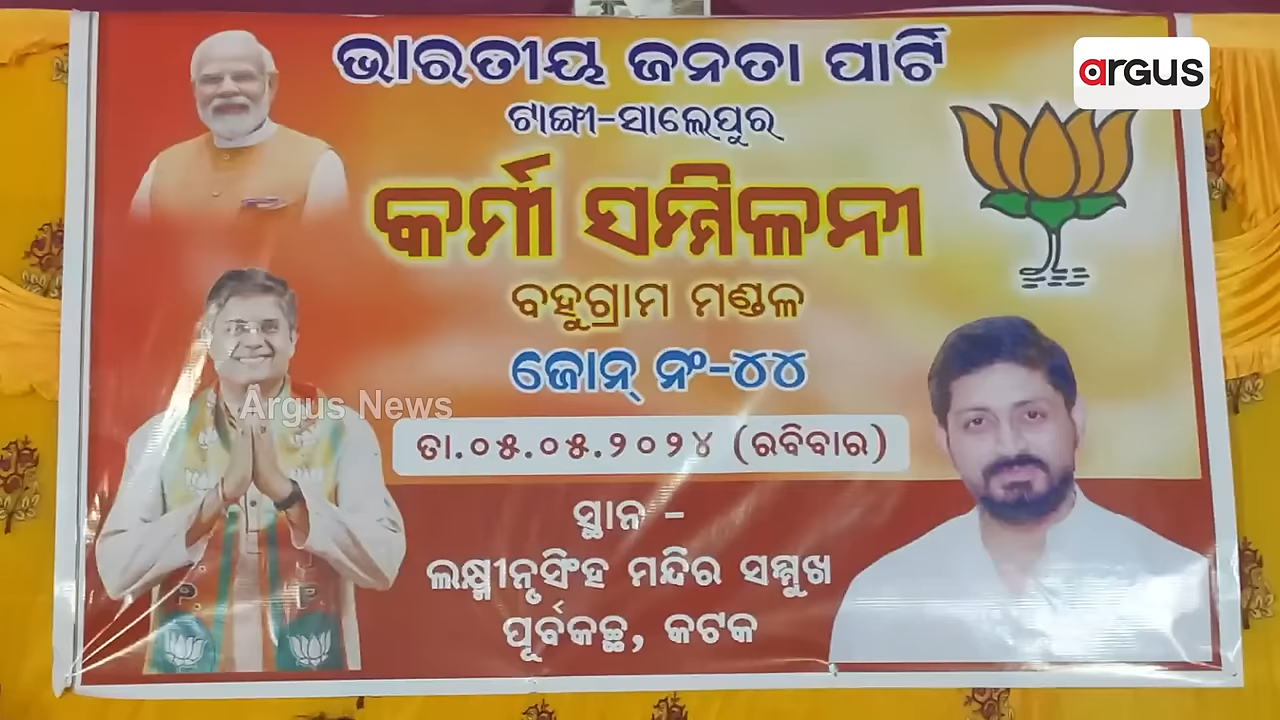 ଭାରତୀୟ ଜନତା ପାର୍ଟି
argus
ଟାଙ୍ଗୀ-ସାଲେପୁର
କର୍ମୀ ସମ୍ମିଳନୀ
ବହୁଗ୍ରାମ ମଣ୍ଡଳ
ଜୋନ୍ ନଂ-୪୪
Argus News
ତା.୦୫.୦୫.୨୦୨୪ (ରବିବାର)
ସ୍ଥାନ -
ଲକ୍ଷ୍ମୀନୃସିଂହ ମନ୍ଦିର ସମ୍ମୁଖ
ପୂର୍ବକଚ୍ଛ, କଟକ